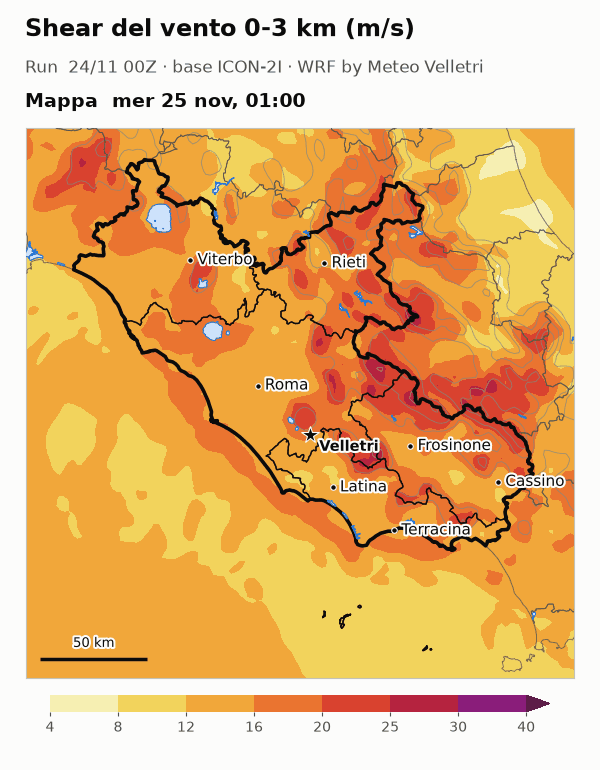 Shear del vento 0-3 km (m/s)
Run  24/11 00Z · base ICON-2I · WRF by Meteo Velletri
Mappa  mer 25 nov, 01:00
Viterbo
Rieti
Roma
Velletri
Frosinone
Latina
Cassino
Terracina
50 km
4 8 12 16 20 25 30 40